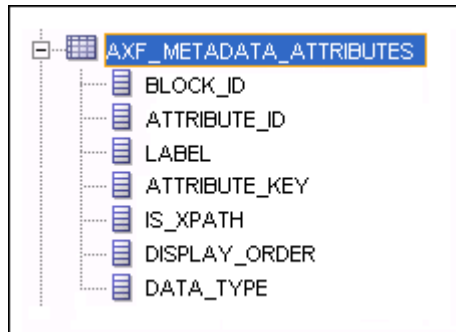 AXF_METADATA_ATTRIBUTES
BLOCK_ID
ATTRIBUTE_ID
LABEL
ATTRIBUTE_KEY
IS_XPATH
DISPLAY_ORDER
DATA_TYPE